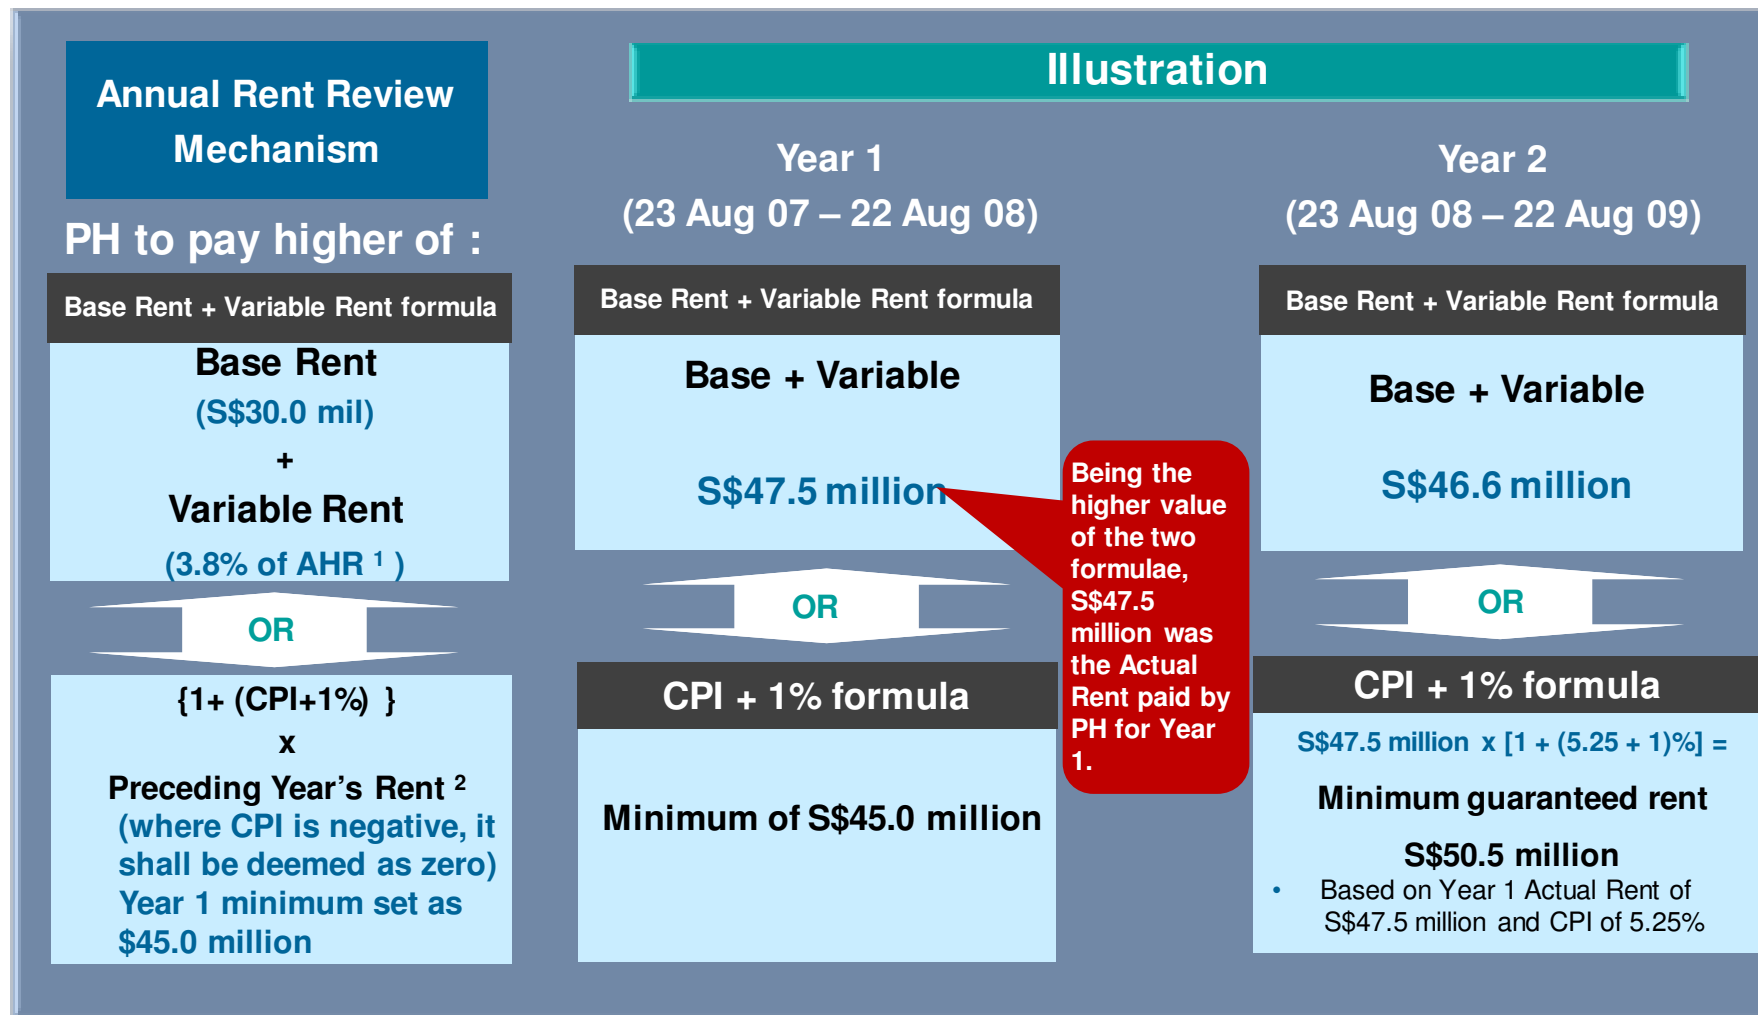 Annual Rent Review
Mechanism
PH to pay higher of :
Base Rent + Variable Rent formula
Base Rent
(S$30.0 mil)
+
Variable Rent
(3.8% of AHR ¹ )
OR
{1+ (CPI+1%) }
x
Preceding Year’s Rent ²
(where CPI is negative, it
shall be deemed as zero)
Year 1 minimum set as
$45.0 million
Illustration
Year 1
(23 Aug 07 – 22 Aug 08)
Base Rent + Variable Rent formula
Base + Variable
S$47.5 million
OR
CPI + 1% formula
Minimum of S$45.0 million
Being the
higher value
of the two
formulae,
S$47.5
million was
the Actual
Rent paid by
PH for Year
1.
Year 2
(23 Aug 08 – 22 Aug 09)
Base Rent + Variable Rent formula
Base + Variable
S$46.6 million
OR
CPI + 1% formula
S$47.5 million x [1 + (5.25 + 1)%] =
Minimum guaranteed rent
S$50.5 million
• Based on Year 1 Actual Rent of
S$47.5 million and CPI of 5.25%